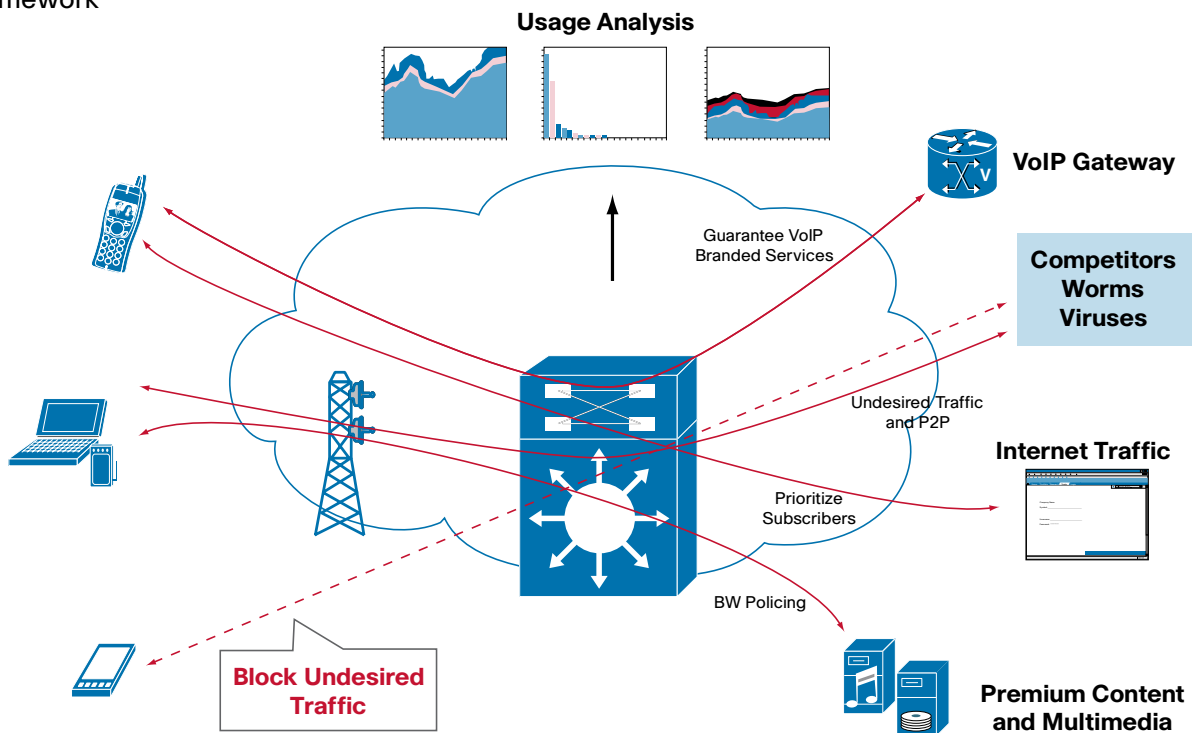 Usage Analysis
VoIP Gateway
V
Guarantee VoIP
Branded Services
Competitors
Worms
Viruses
Undesired Traffic
and P2P
Internet Traffic
Prioritize
Subscribers
BW Policing
Block Undesired
Traffic
Premium Content
and Multimedia